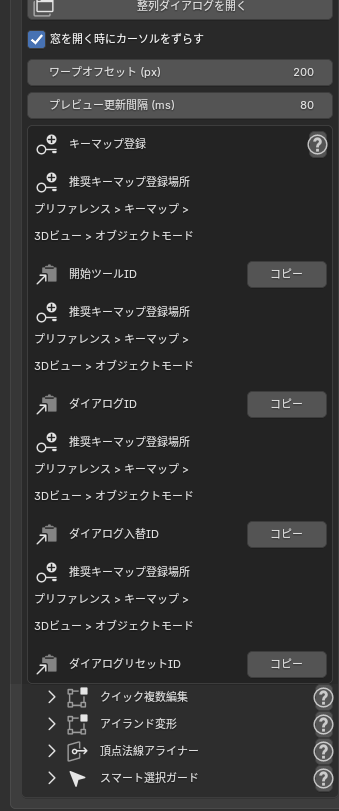 整列ダイアログを開く
窓を開く時にカーソルをずらす
ワープオフセット (px) 200
プレビュー更新間隔 (ms) 80
キーマップ登録 ?
推奨キーマップ登録場所
プリファレンス > キーマップ >
3Dビュー > オブジェクトモード
開始ツールID コピー
推奨キーマップ登録場所
プリファレンス > キーマップ >
3Dビュー > オブジェクトモード
ダイアログID コピー
推奨キーマップ登録場所
プリファレンス > キーマップ >
3Dビュー > オブジェクトモード
ダイアログ入替ID コピー
推奨キーマップ登録場所
プリファレンス > キーマップ >
3Dビュー > オブジェクトモード
ダイアログリセットID コピー
クイック複数編集 ?
アイランド変形 ?
頂点法線アライナー ?
スマート選択ガード ?